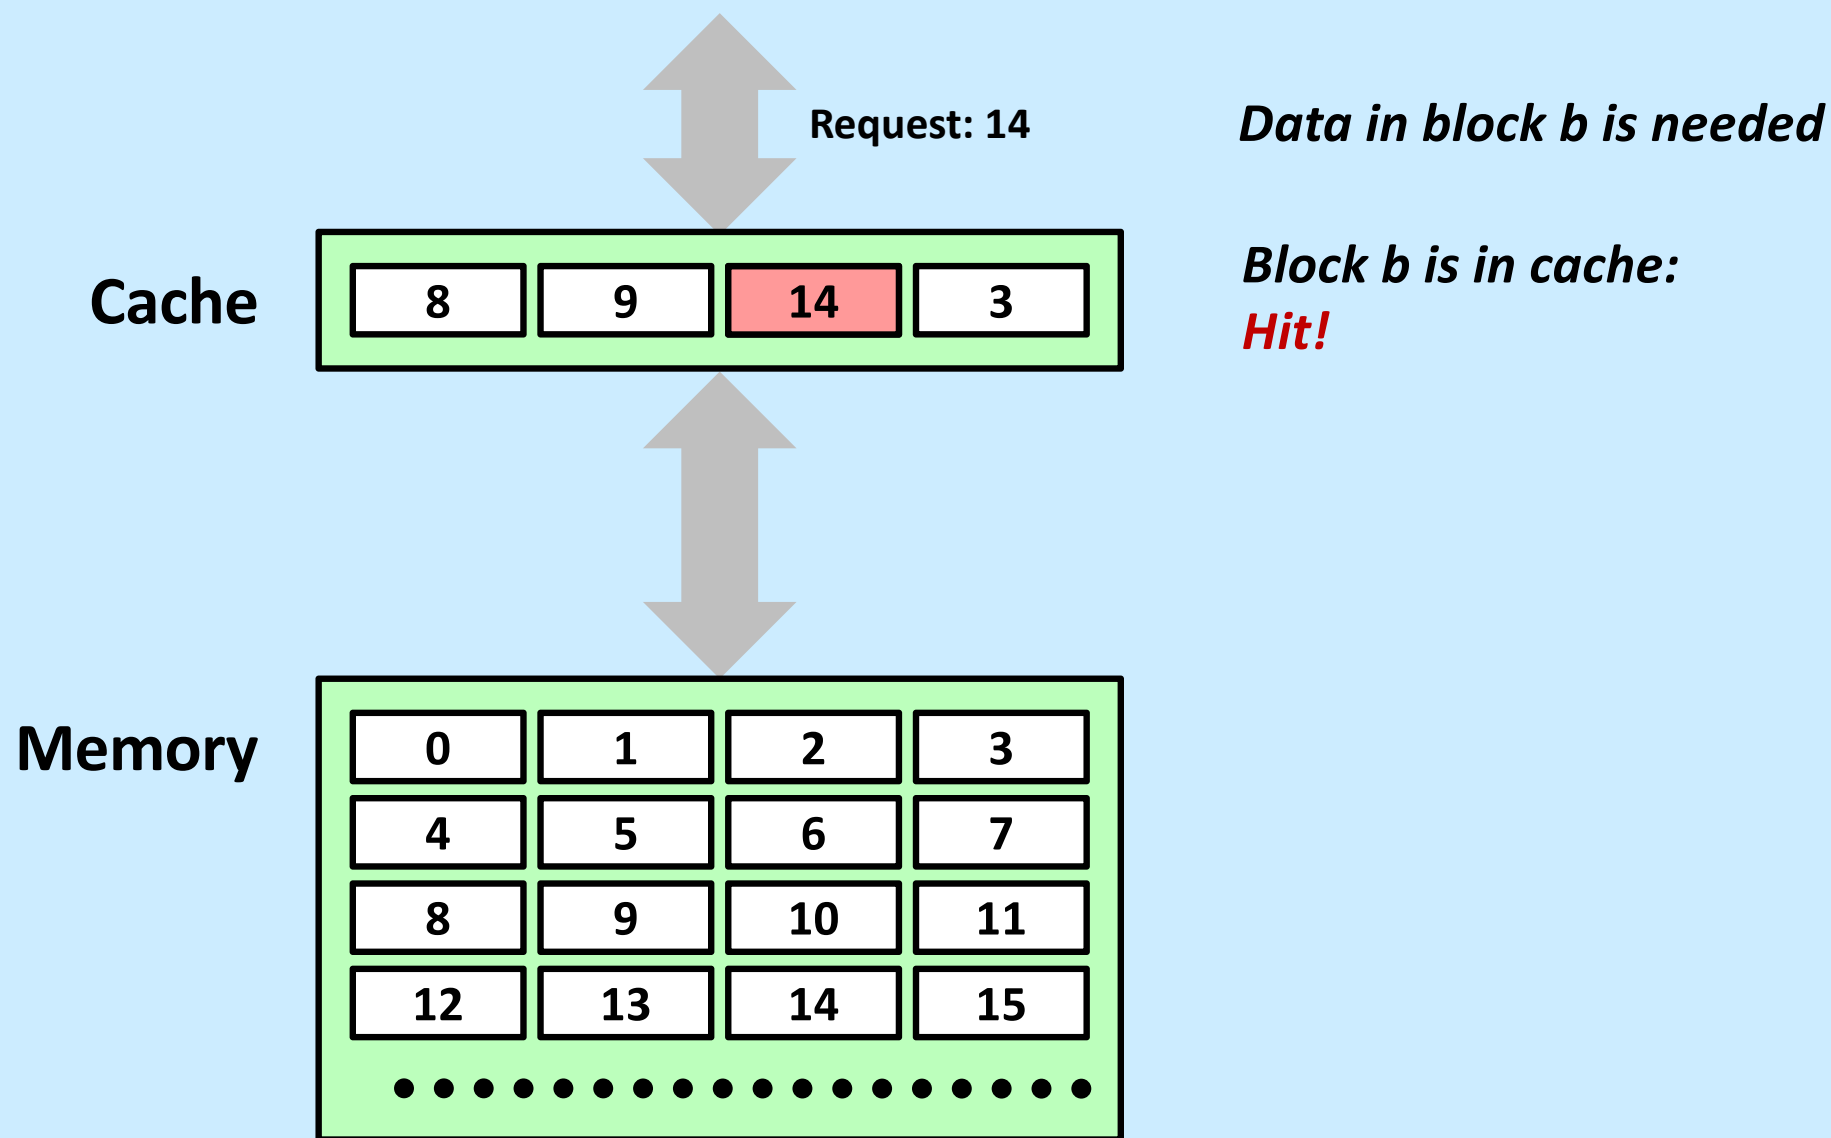 Request: 14
Data in block b is needed
Cache
8 9 14 3
Block b is in cache:
Hit!
Memory
0 1 2 3
4 5 6 7
8 9 10 11
12 13 14 15